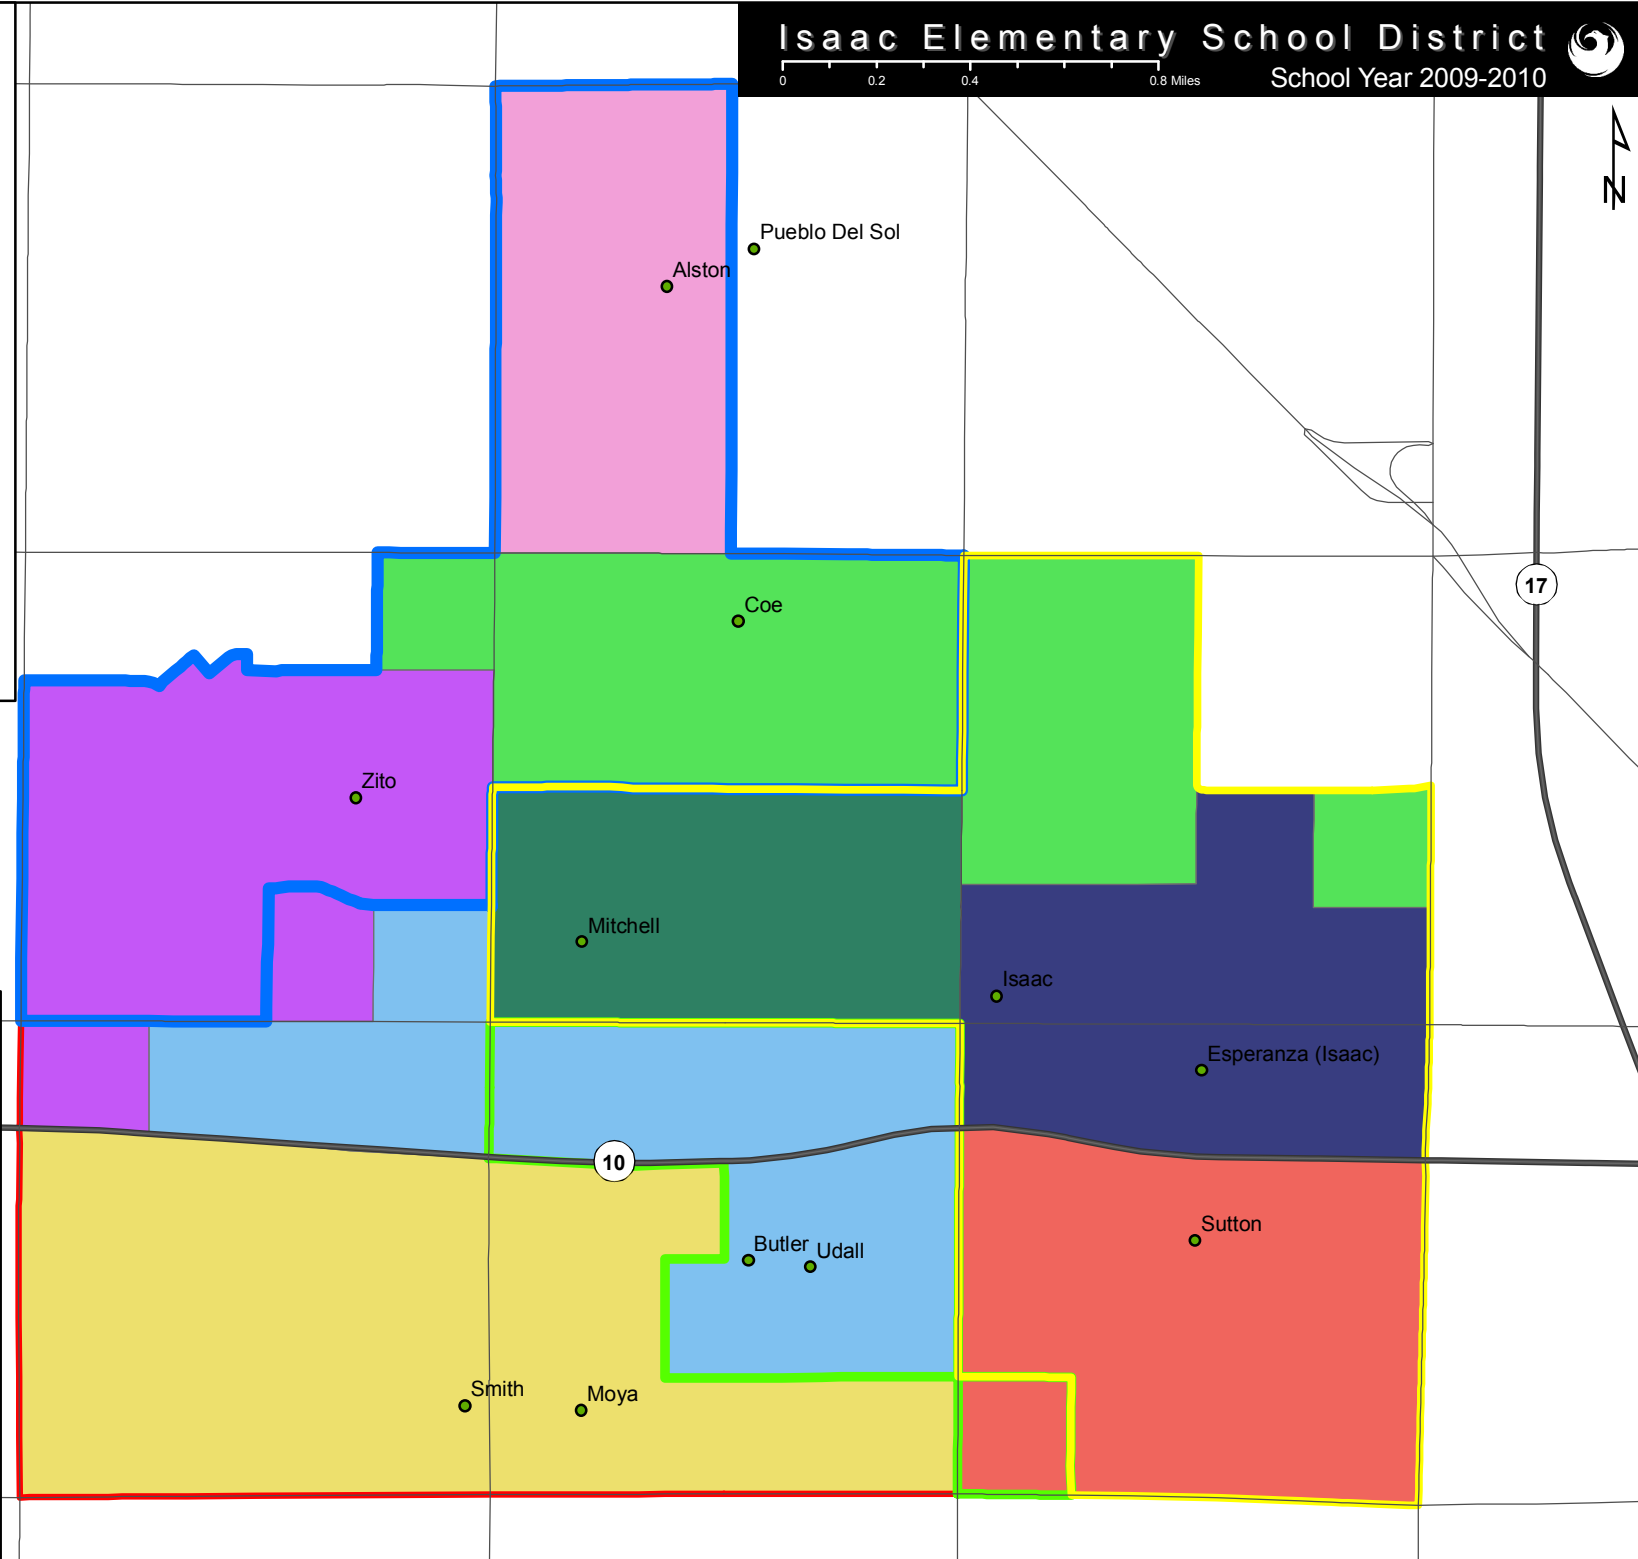 Isaac Elementary School District
0 0.2 0.4 0.8 Miles
School Year 2009-2010
N
Pueblo Del Sol
Alston
17
Coe
Zito
Mitchell
Isaac
Esperanza (Isaac)
10
Sutton
Butler
Udall
Smith
Moya